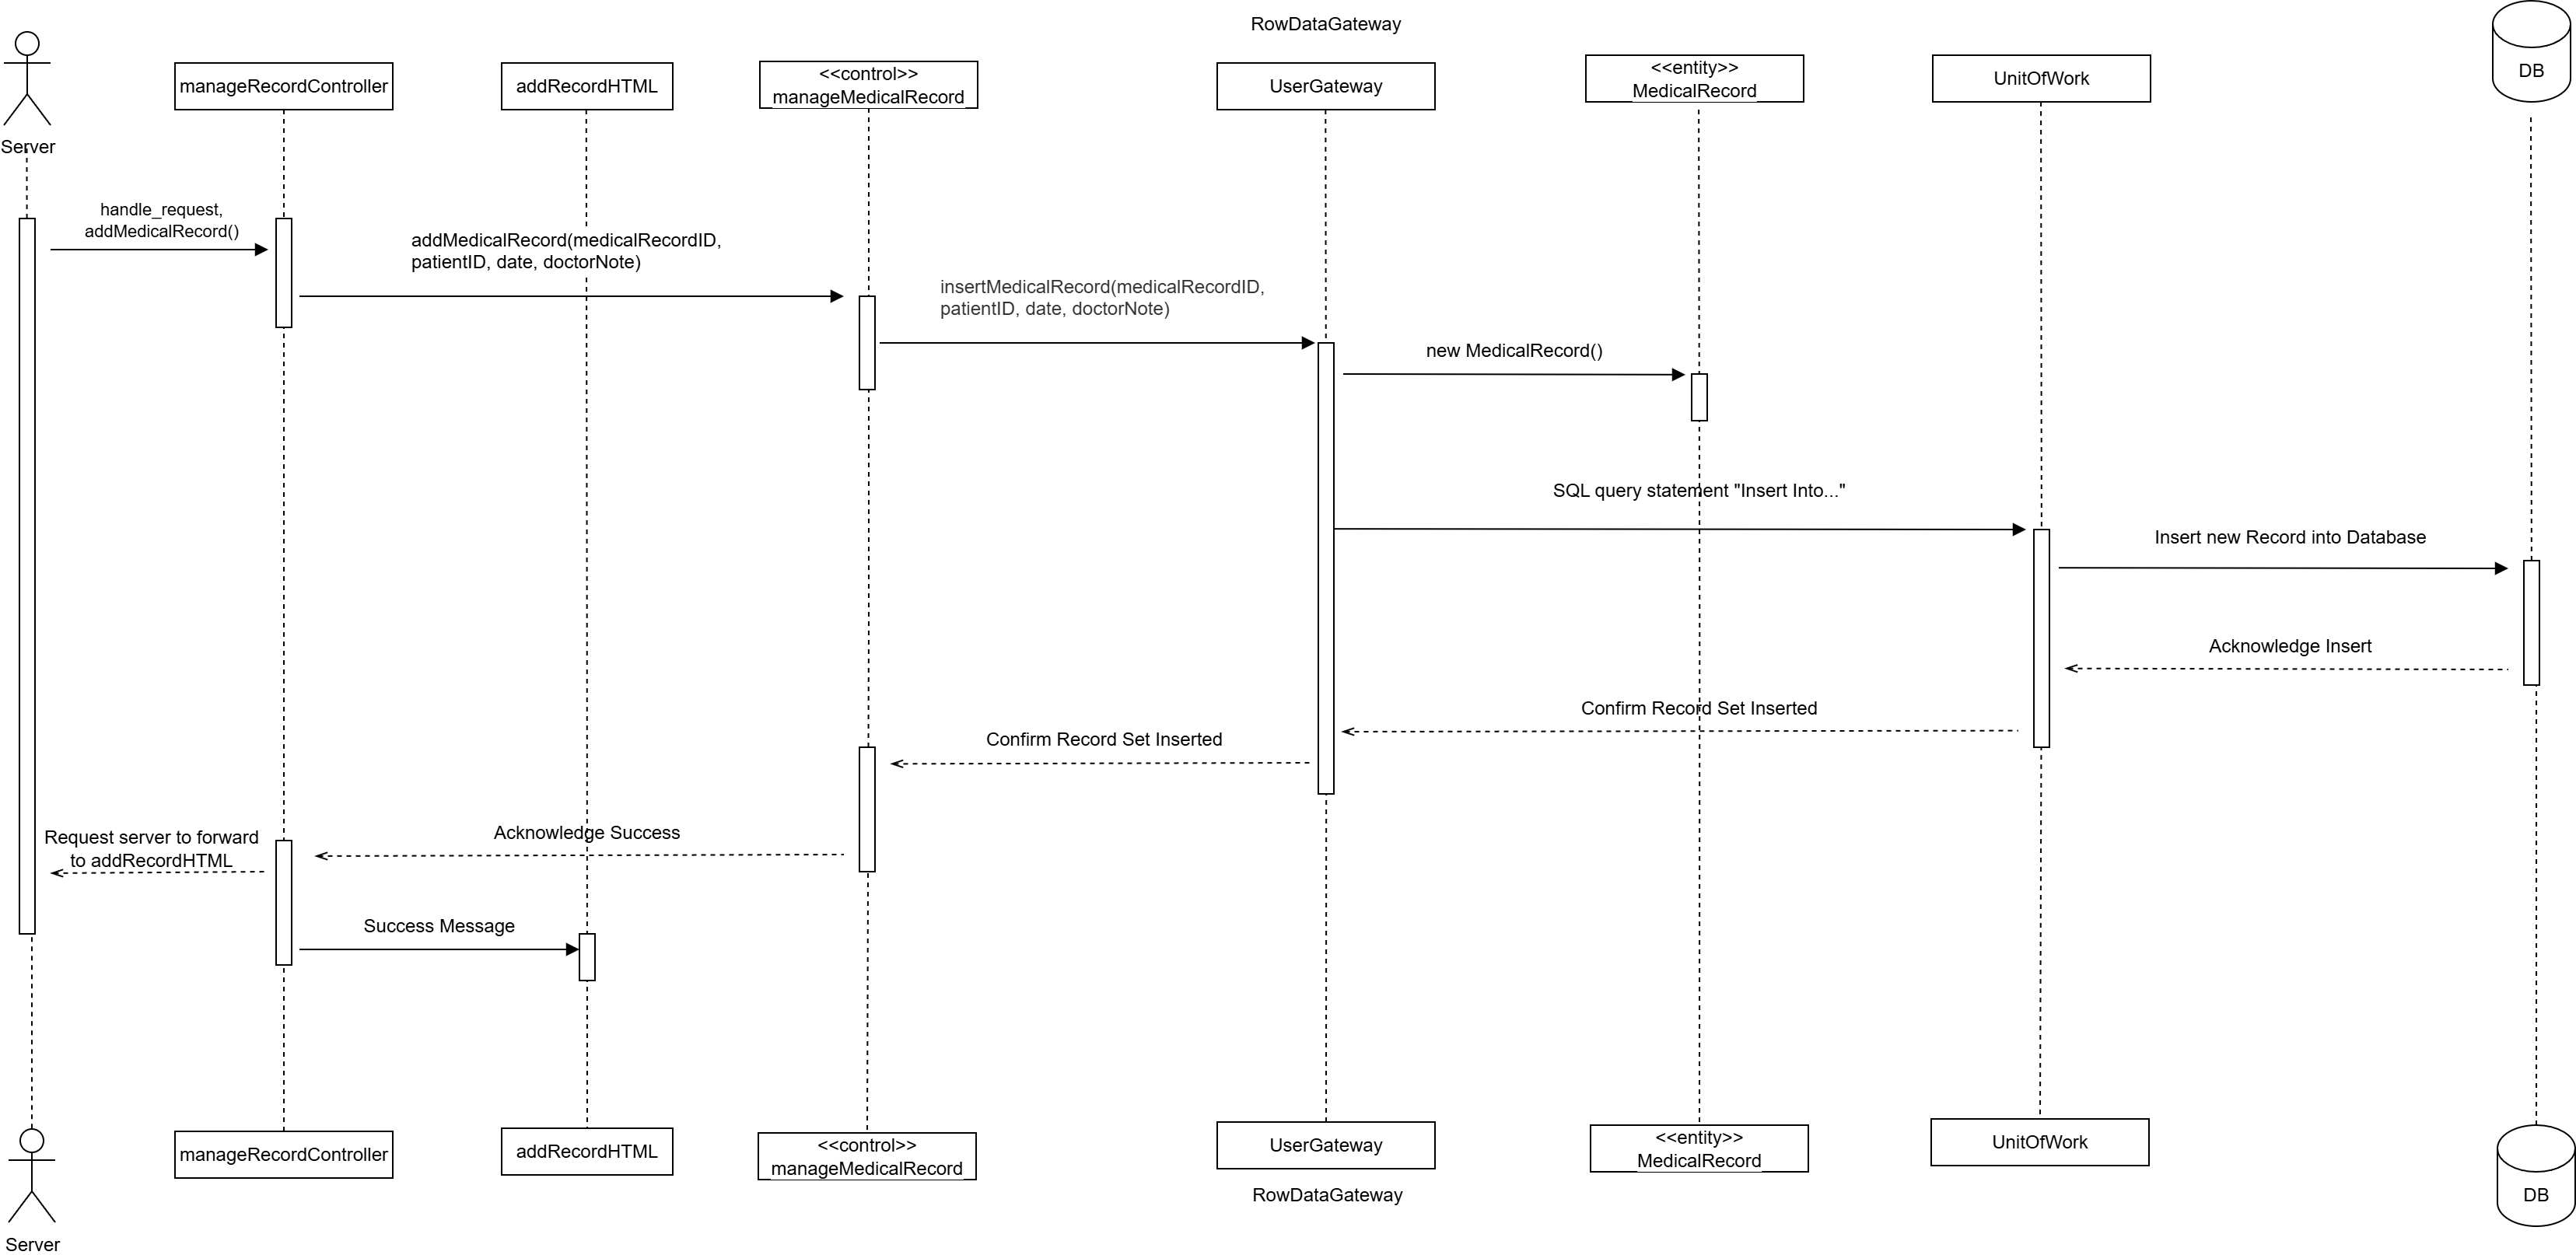 RowDataGateway
manageRecordController
addRecordHTML
<<control>>
manageMedicalRecord
UserGateway
<<entity>>
MedicalRecord
UnitOfWork
DB
Server
handle_request,
addMedicalRecord()
addMedicalRecord(medicalRecordID,
patientID, date, doctorNote)
insertMedicalRecord(medicalRecordID,
patientID, date, doctorNote)
new MedicalRecord()
SQL query statement "Insert Into..."
Insert new Record into Database
Acknowledge Insert
Confirm Record Set Inserted
Confirm Record Set Inserted
Acknowledge Success
Request server to forward
to addRecordHTML
Success Message
manageRecordController
addRecordHTML
<<control>>
manageMedicalRecord
UserGateway
<<entity>>
MedicalRecord
UnitOfWork
RowDataGateway
DB
Server